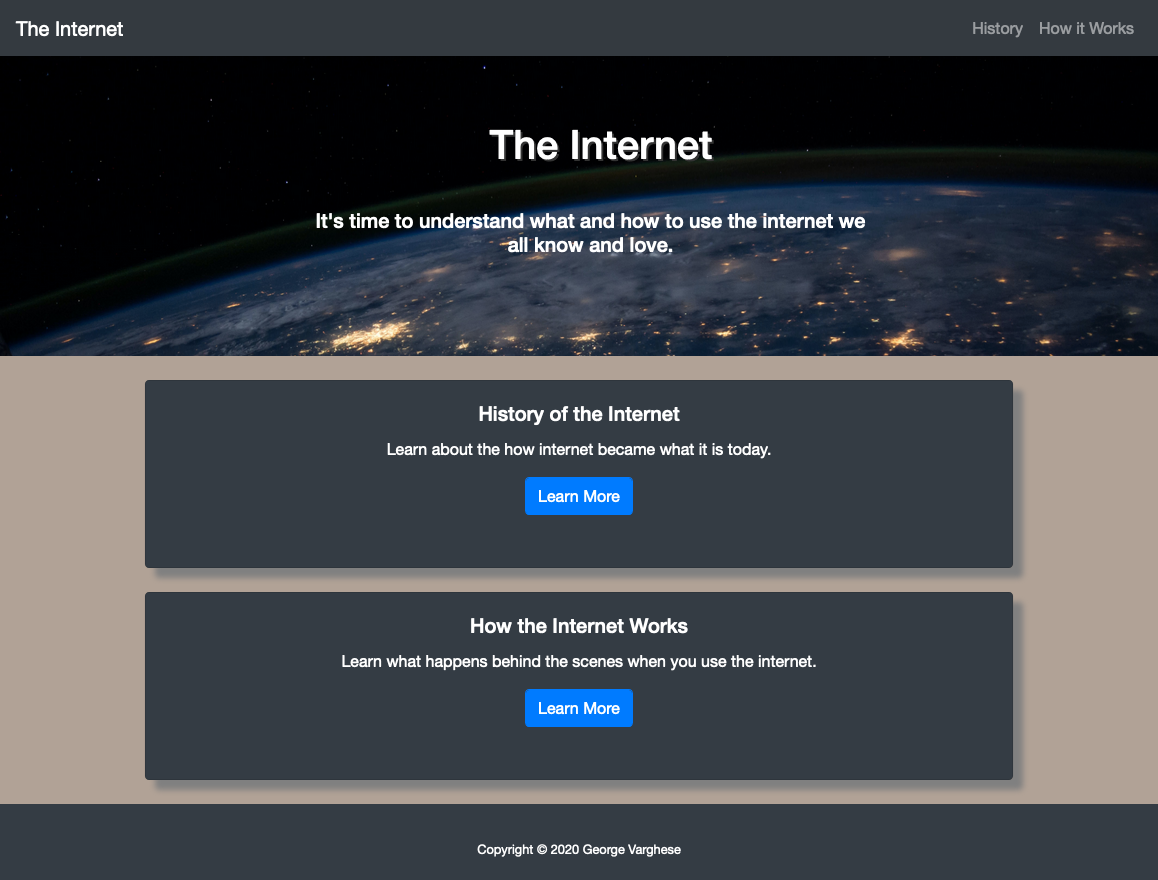 The Internet
History
How it Works
The Internet
It's time to understand what and how to use the internet we
all know and love.
History of the Internet
Learn about the how internet became what it is today.
Learn More
How the Internet Works
Learn what happens behind the scenes when you use the internet.
Learn More
Copyright © 2020 George Varghese